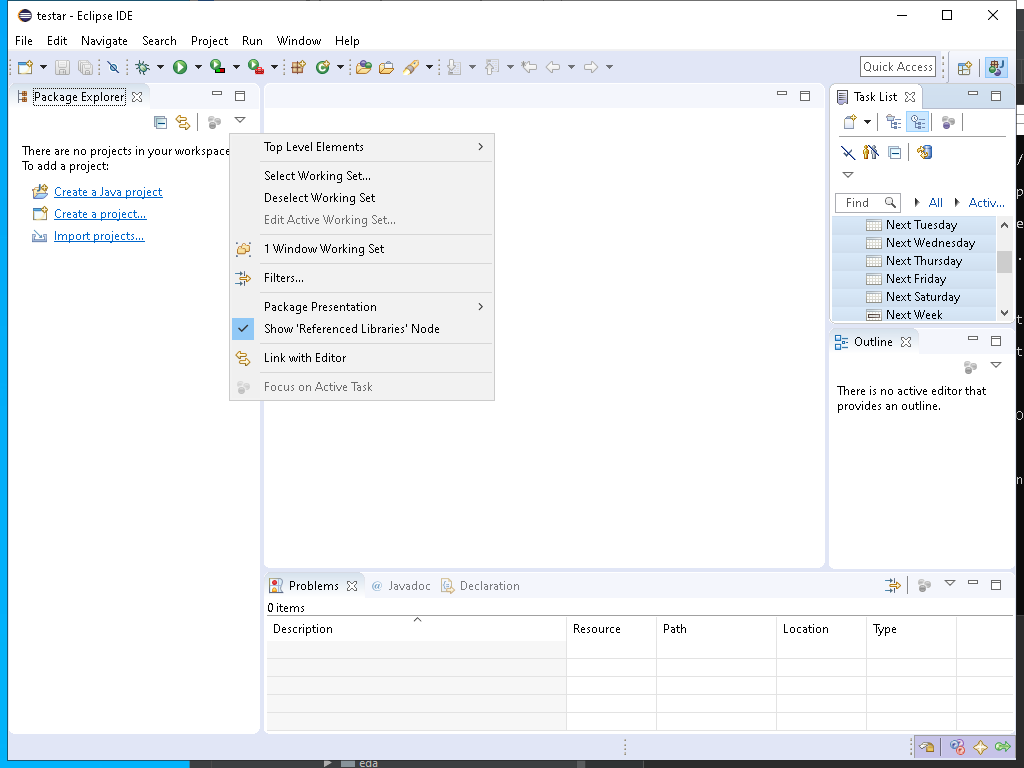 testar - Eclipse IDE
File Edit Navigate Search Project Run Window Help
Quick Access
Package Explorer
There are no projects in your workspace
To add a project:
Create a Java project
Create a project...
Import projects...
Top Level Elements
Select Working Set...
Deselect Working Set
Edit Active Working Set...
1 Window Working Set
Filters...
Package Presentation
Show 'Referenced Libraries' Node
Link with Editor
Focus on Active Task
Task List
Find All Activ...
Next Tuesday
Next Wednesday
Next Thursday
Next Friday
Next Saturday
Next Week
Outline
There is no active editor that
provides an outline.
Problems @ Javadoc Declaration
0 items
Description Resource Path Location Type
eda